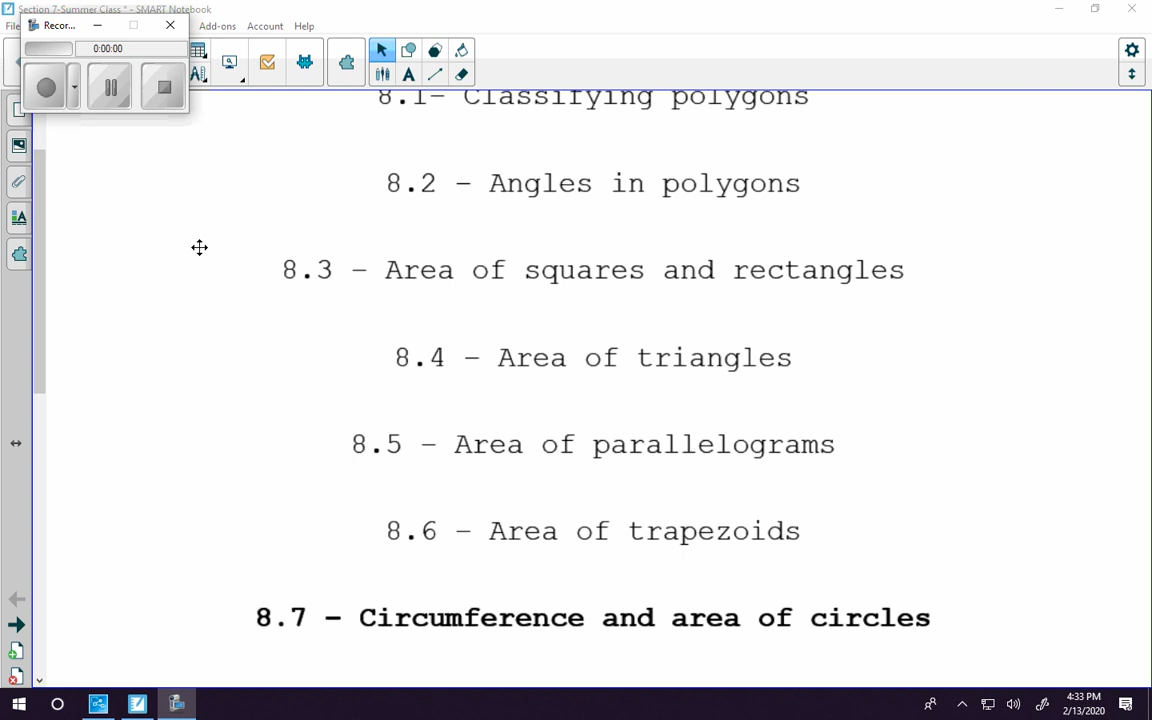 Section 7-Summer Class * - SMART Notebook
Recor...
Add-ons Account Help
0:00:00
8.1- Classifying polygons
8.2 - Angles in polygons
8.3 - Area of squares and rectangles
8.4 - Area of triangles
8.5 - Area of parallelograms
8.6 - Area of trapezoids
8.7 - Circumference and area of circles
4:33 PM
2/13/2020